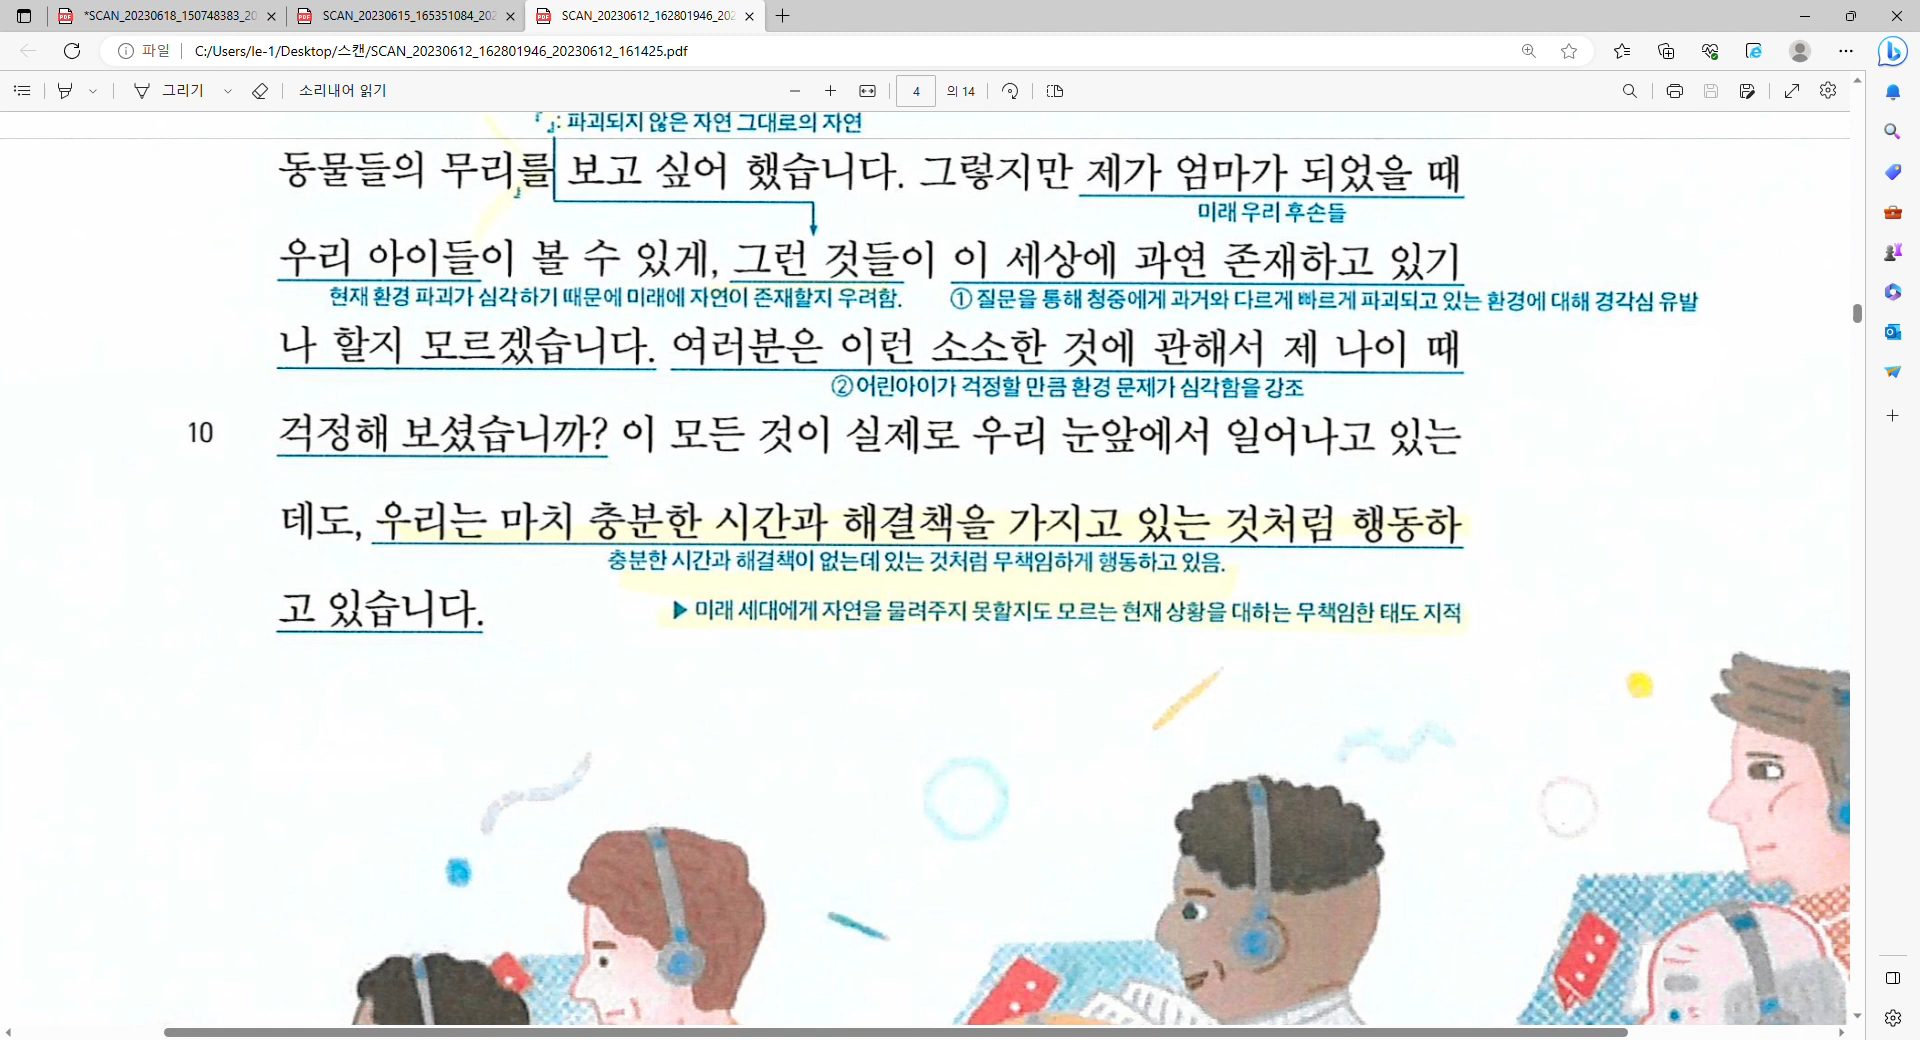 *SCAN_20230618_150748383_20
SCAN_20230615_165351084_202
SCAN_20230612_162801946_202
파일
C:/Users/le-1/Desktop/스캔/SCAN_20230612_162801946_20230612_161425.pdf
그리기
소리내어 읽기
4
의 14
『 』: 파괴되지 않은 자연 그대로의 자연
동물들의 무리를』 보고 싶어 했습니다. 그렇지만 제가 엄마가 되었을 때
미래 우리 후손들
우리 아이들이 볼 수 있게, 그런 것들이 이 세상에 과연 존재하고 있기
현재 환경 파괴가 심각하기 때문에 미래에 자연이 존재할지 우려함.
① 질문을 통해 청중에게 과거와 다르게 빠르게 파괴되고 있는 환경에 대해 경각심 유발
나 할지 모르겠습니다. 여러분은 이런 소소한 것에 관해서 제 나이 때
② 어린아이가 걱정할 만큼 환경 문제가 심각함을 강조
10 걱정해 보셨습니까? 이 모든 것이 실제로 우리 눈앞에서 일어나고 있는
데도, 우리는 마치 충분한 시간과 해결책을 가지고 있는 것처럼 행동하
충분한 시간과 해결책이 없는데 있는 것처럼 무책임하게 행동하고 있음.
고 있습니다.
▶ 미래 세대에게 자연을 물려주지 못할지도 모르는 현재 상황을 대하는 무책임한 태도 지적